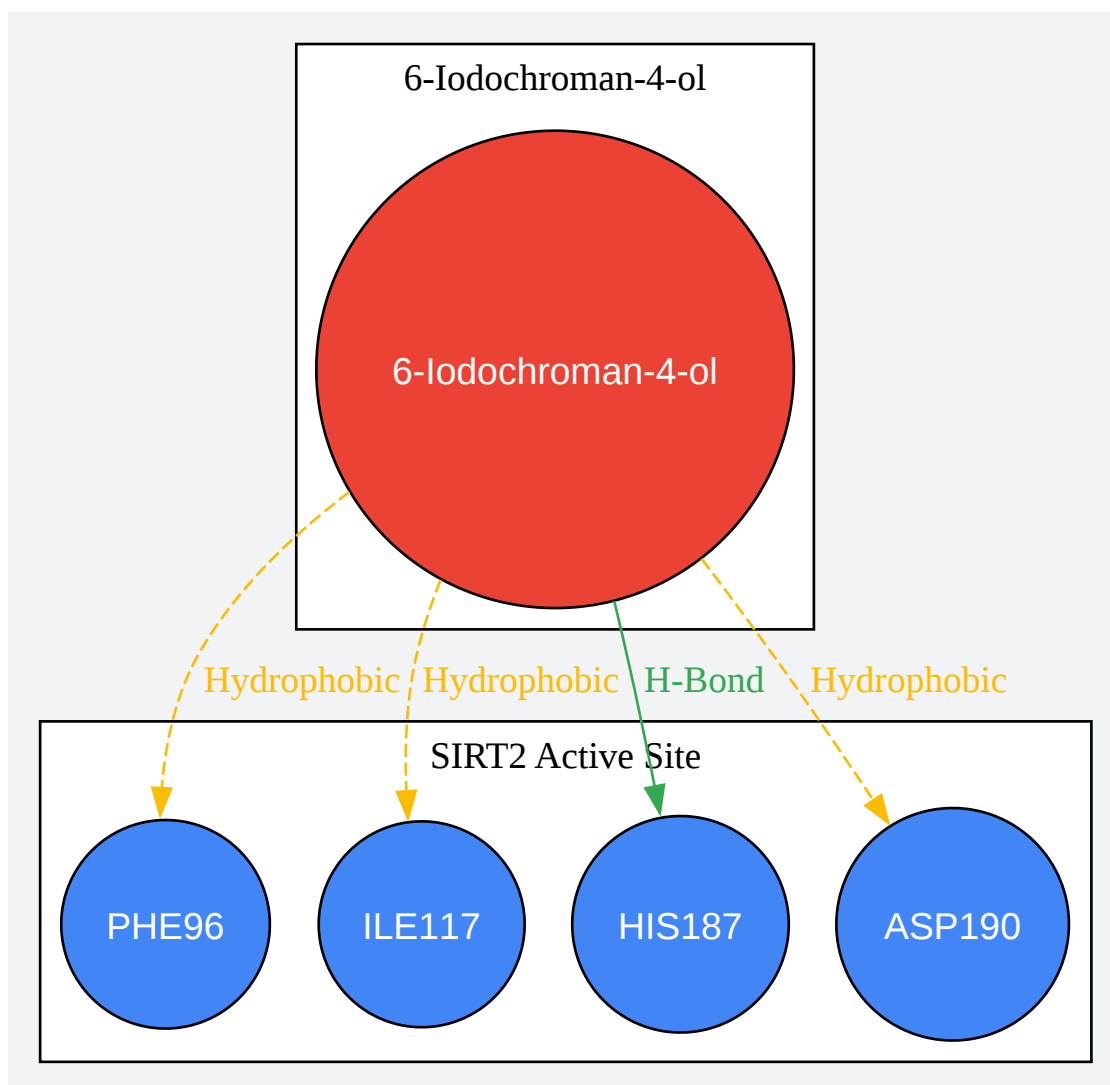 6-Iodochroman-4-ol
6-Iodochroman-4-ol
Hydrophobic
Hydrophobic
H-Bond
Hydrophobic
SIRT2 Active Site
PHE96
ILE117
HIS187
ASP190